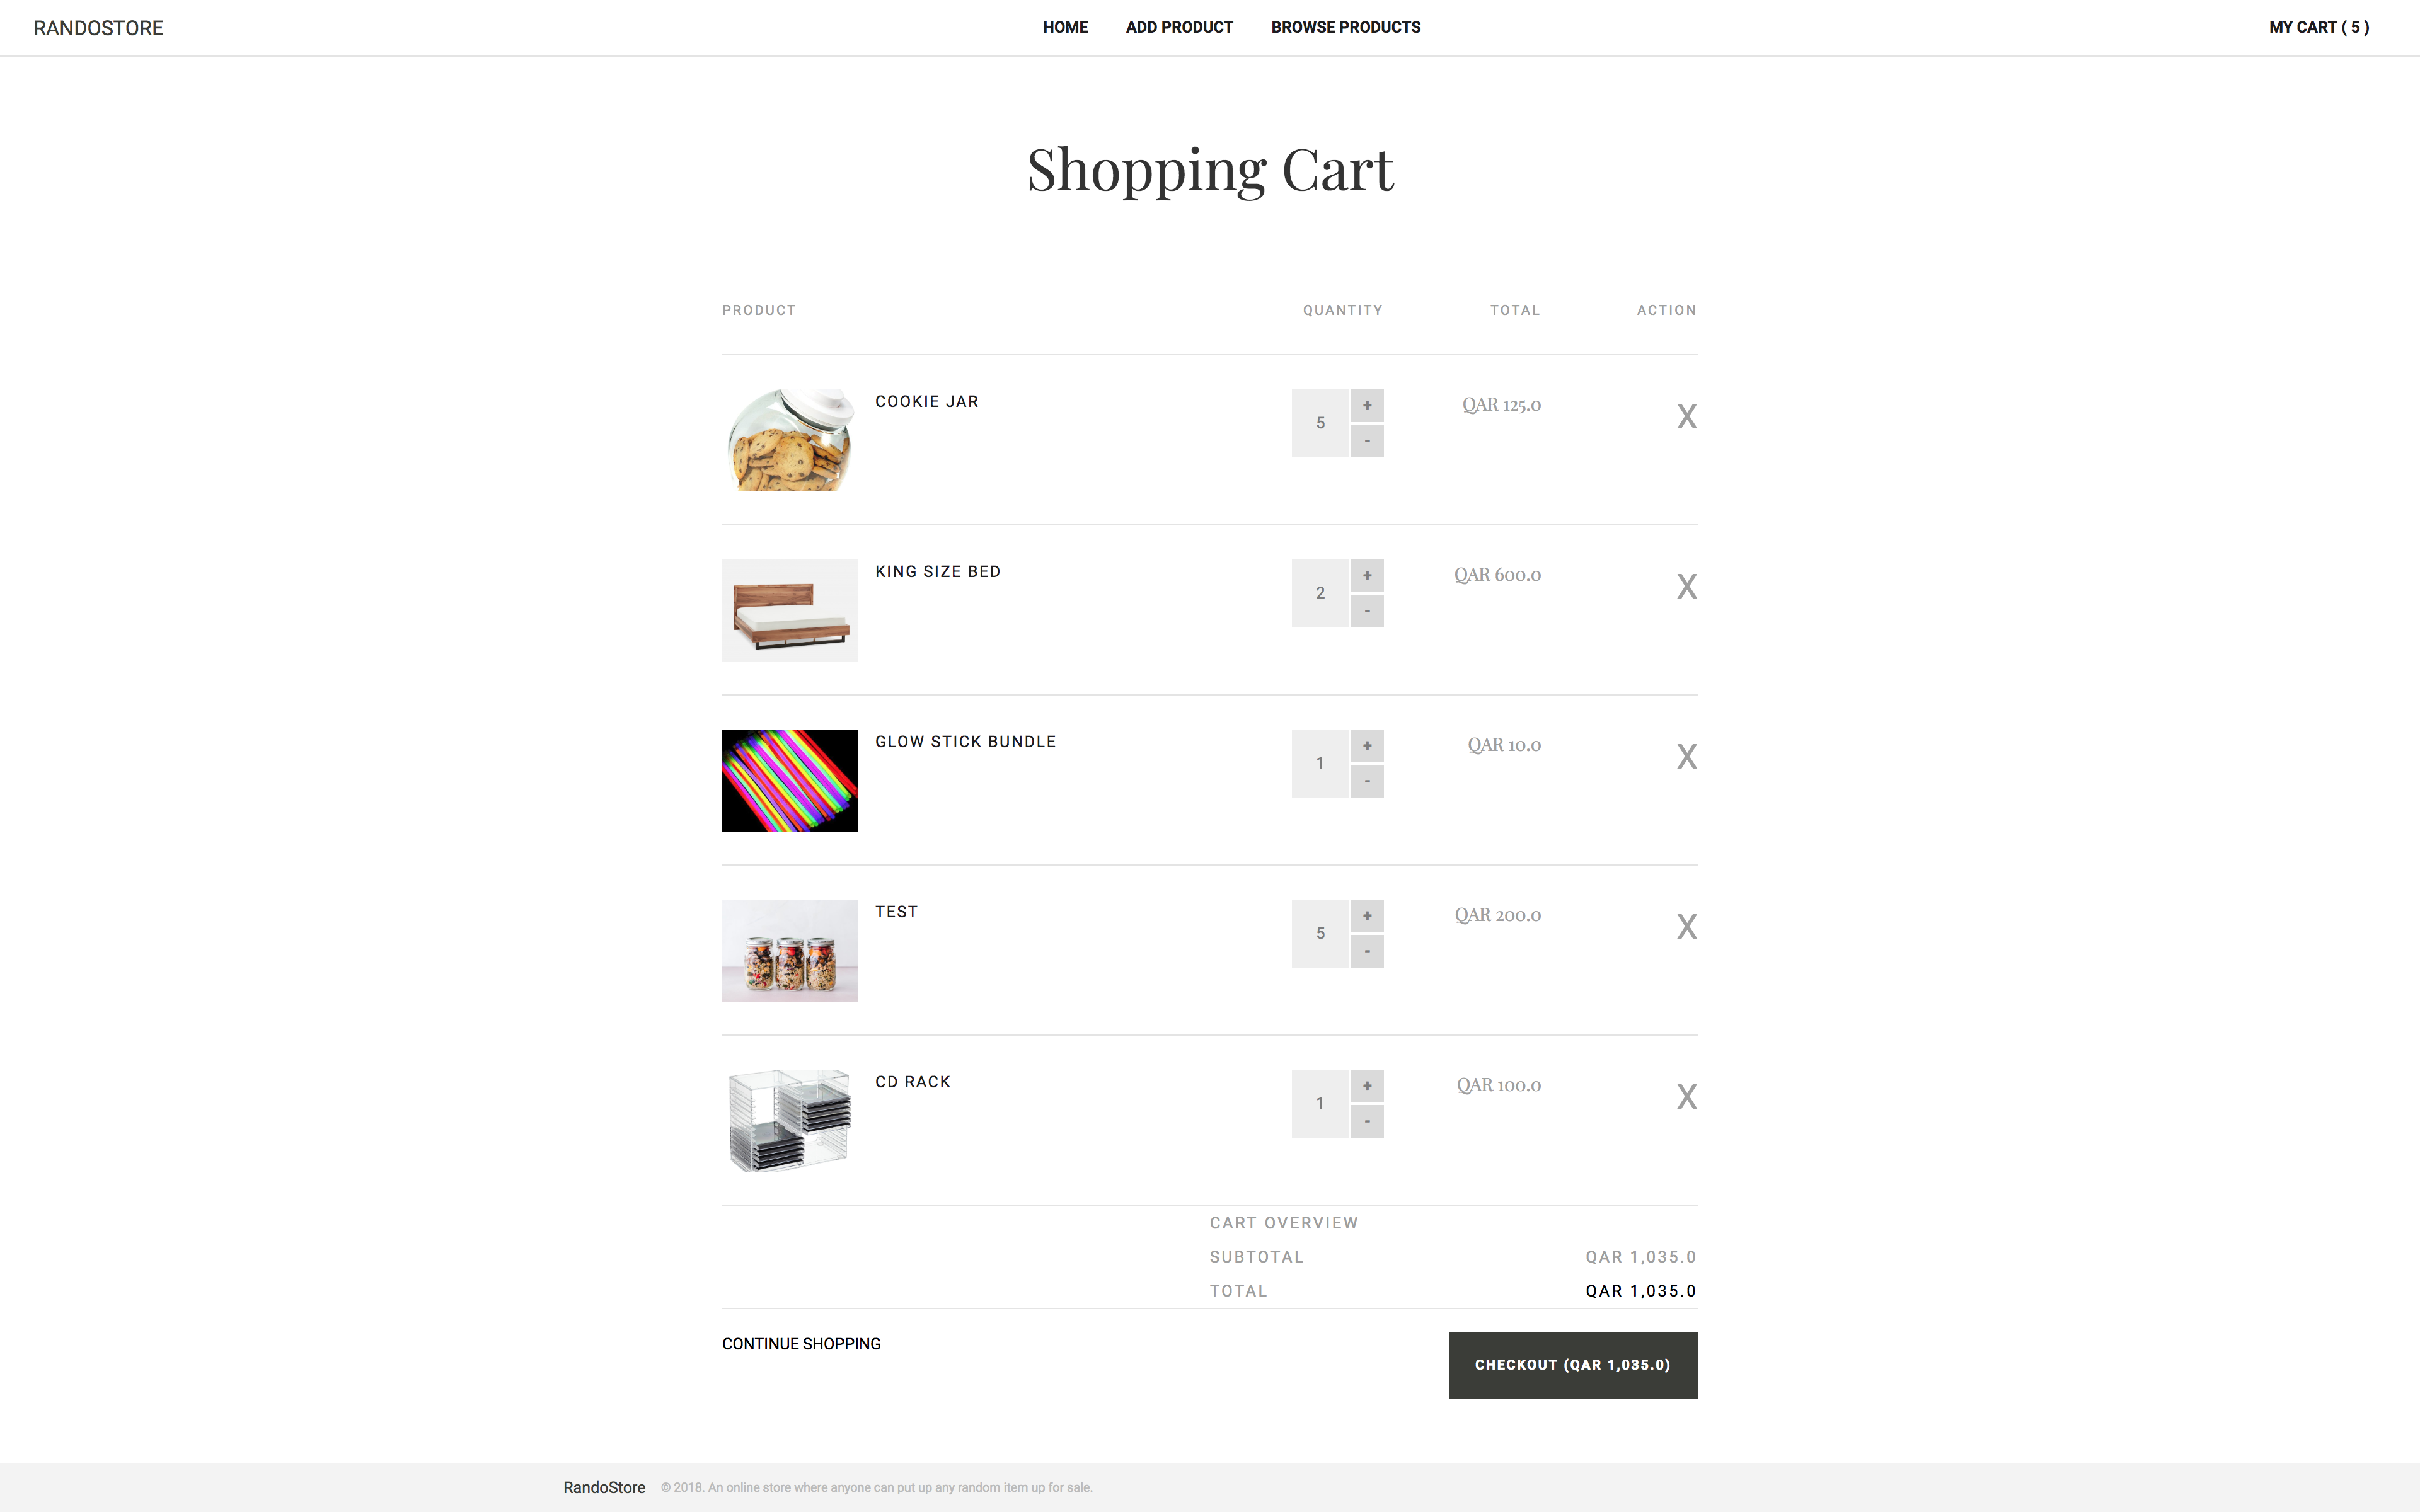 RANDOSTORE
HOME ADD PRODUCT BROWSE PRODUCTS
MY CART ( 5 )
Shopping Cart
PRODUCT QUANTITY TOTAL ACTION
COOKIE JAR 5 + - QAR 125.0 X
KING SIZE BED 2 + - QAR 600.0 X
GLOW STICK BUNDLE 1 + - QAR 10.0 X
TEST 5 + - QAR 200.0 X
CD RACK 1 + - QAR 100.0 X
CART OVERVIEW
SUBTOTAL QAR 1,035.0
TOTAL QAR 1,035.0
CONTINUE SHOPPING
CHECKOUT (QAR 1,035.0)
RandoStore © 2018. An online store where anyone can put up any random item up for sale.